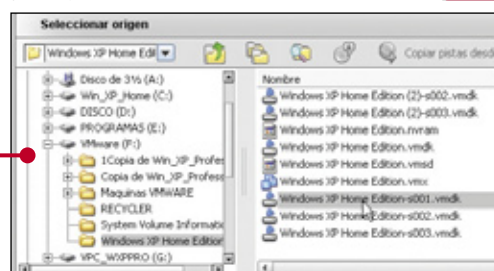 Seleccionar origen
Windows XP Home Edi
Copiar pistas desd
Disco de 3½ (A:)
Win_XP_Home (C:)
DISCO (D:)
PROGRAMAS (E:)
VMware (F:)
1Copia de Win_XP_Profes
Copia de Win_XP_Profess
Maquinas VMWARE
RECYCLER
System Volume Informatio
Windows XP Home Edition
VPC_WXPPRO (G:)
Nombre
Windows XP Home Edition (2)-s002.vmdk
Windows XP Home Edition (2)-s003.vmdk
Windows XP Home Edition.nvram
Windows XP Home Edition.vmdk
Windows XP Home Edition.vmsd
Windows XP Home Edition.vmx
Windows XP Home Edition-s001.vmdk
Windows XP Home Edition-s002.vmdk
Windows XP Home Edition-s003.vmdk